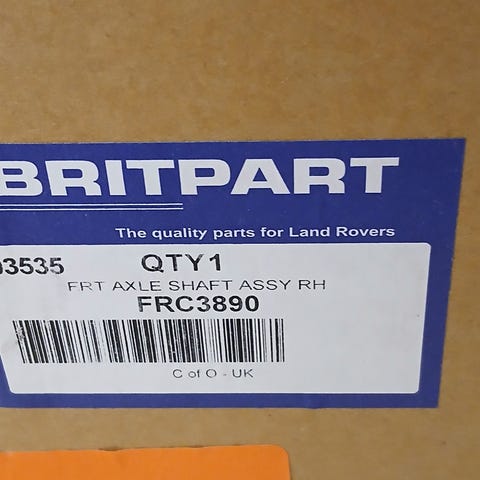 BRITPART
The quality parts for Land Rovers
3535 QTY1
FRT AXLE SHAFT ASSY RH
FRC3890
C of O - UK